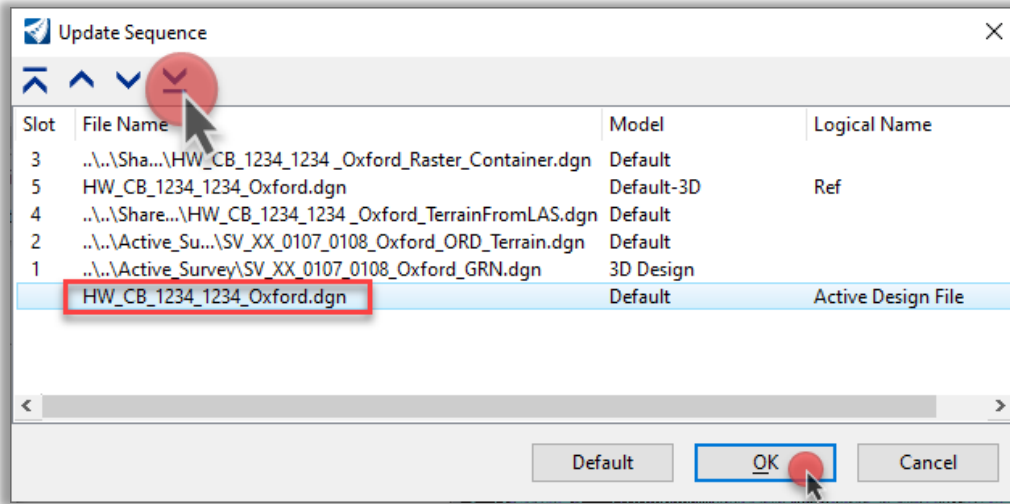 Update Sequence
Slot File Name Model Logical Name
3 ..\..\Sha...\HW_CB_1234_1234 _Oxford_Raster_Container.dgn Default
5 HW_CB_1234_1234_Oxford.dgn Default-3D Ref
4 ..\..\Share...\HW_CB_1234_1234 _Oxford_TerrainFromLAS.dgn Default
2 ..\..\Active_Su...\SV_XX_0107_0108_Oxford_ORD_Terrain.dgn Default
1 ..\..\Active_Survey\SV_XX_0107_0108_Oxford_GRN.dgn 3D Design
HW_CB_1234_1234_Oxford.dgn Default Active Design File
Default OK Cancel